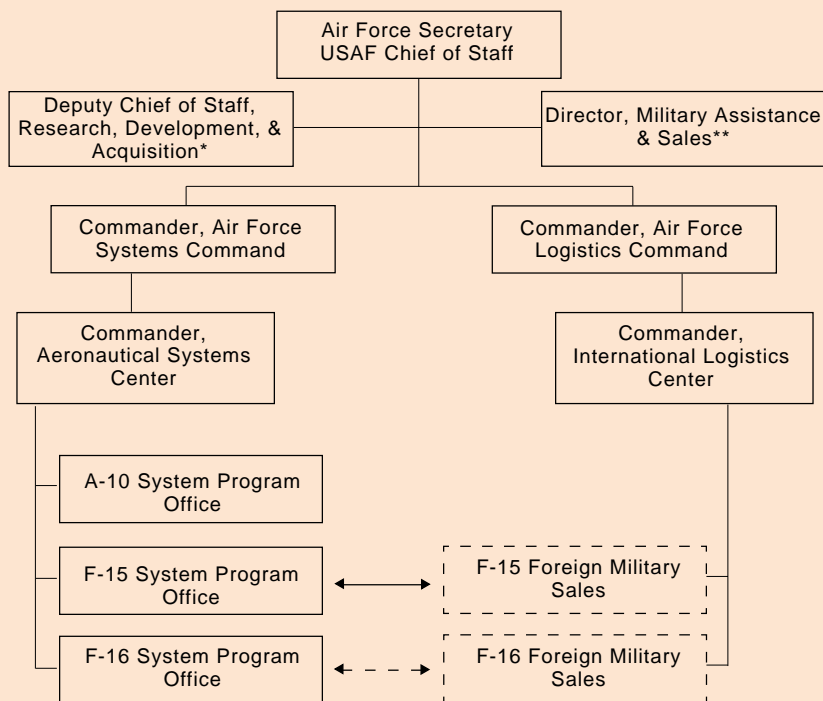 Air Force Secretary
USAF Chief of Staff
Deputy Chief of Staff,
Research, Development, &
Acquisition*
Director, Military Assistance
& Sales**
Commander, Air Force
Systems Command
Commander, Air Force
Logistics Command
Commander,
Aeronautical Systems
Center
Commander,
International Logistics
Center
A-10 System Program
Office
F-15 System Program
Office
F-15 Foreign Military
Sales
F-16 System Program
Office
F-16 Foreign Military
Sales